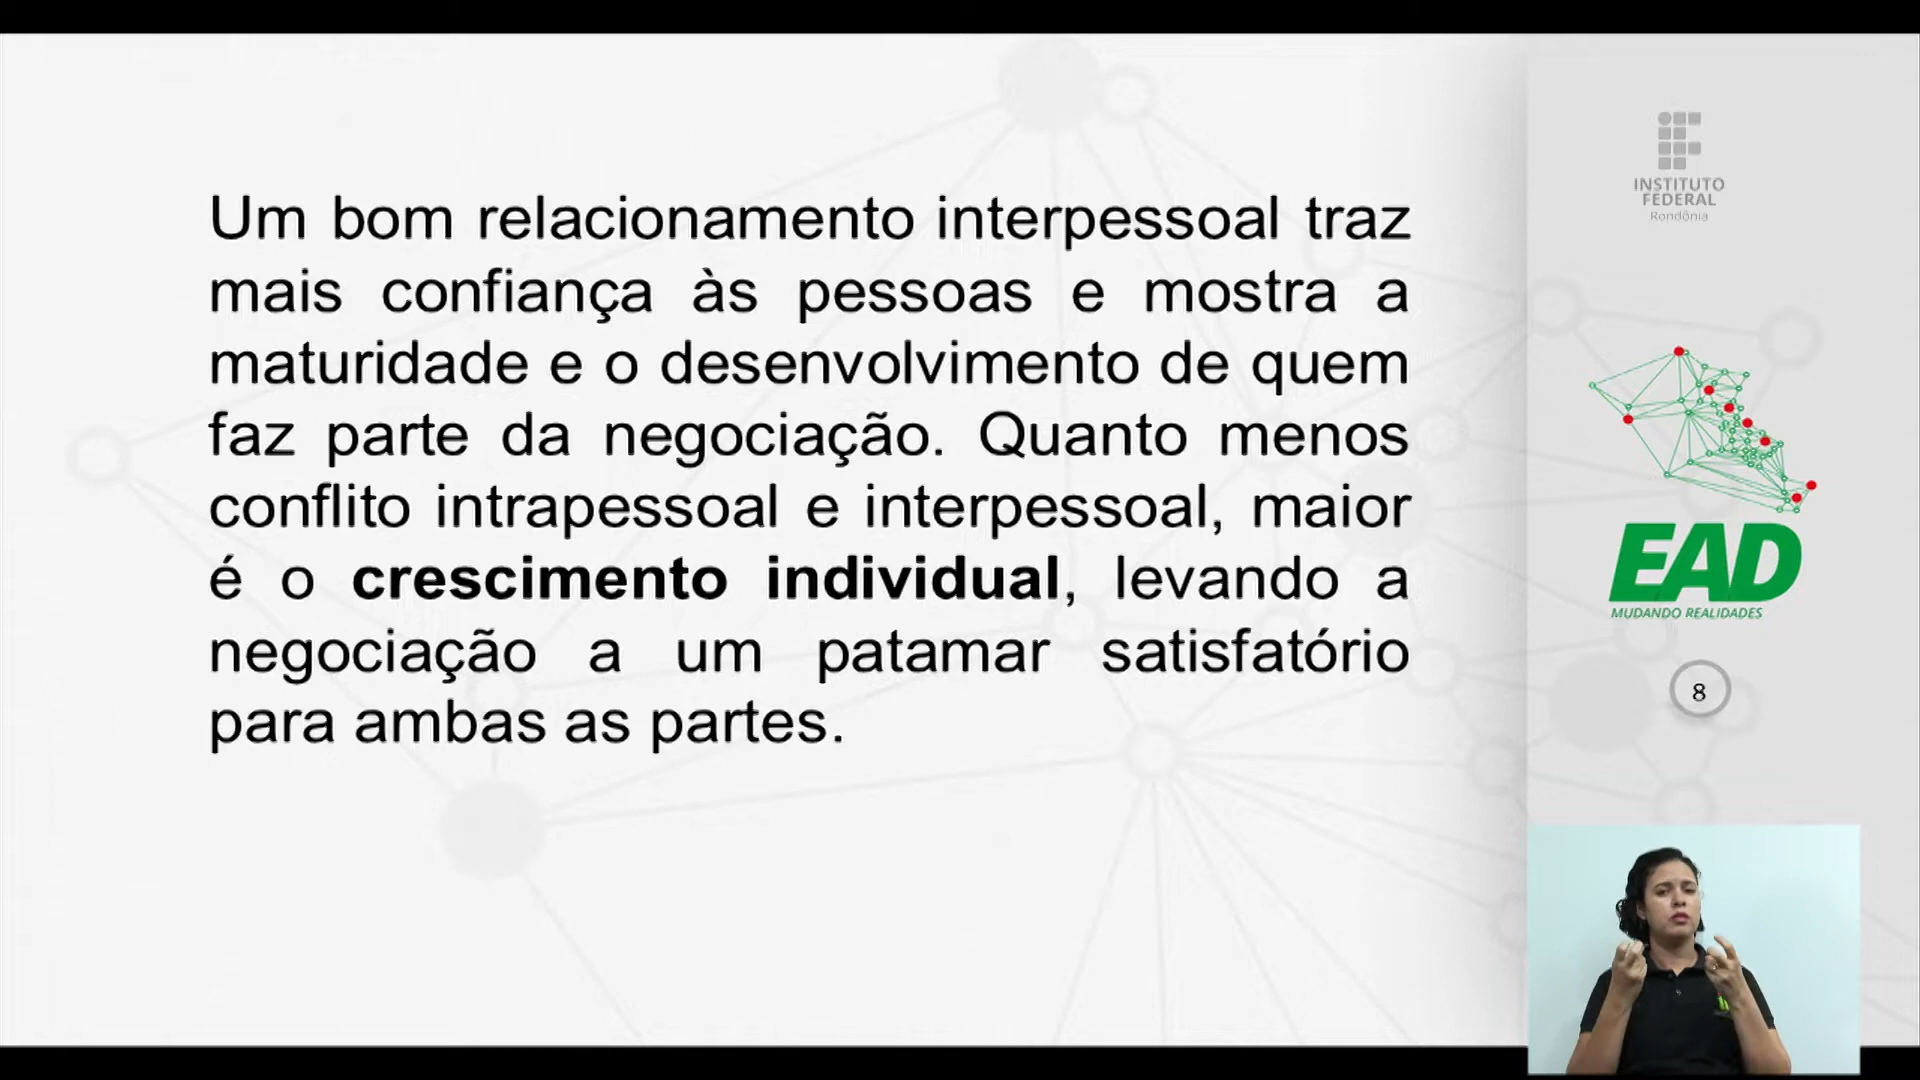 Um bom relacionamento interpessoal traz
mais confiança às pessoas e mostra a
maturidade e o desenvolvimento de quem
faz parte da negociação. Quanto menos
conflito intrapessoal e interpessoal, maior
é o crescimento individual, levando a
negociação a um patamar satisfatório
para ambas as partes.
INSTITUTO
FEDERAL
Rondônia
EAD
MUDANDO REALIDADES
8